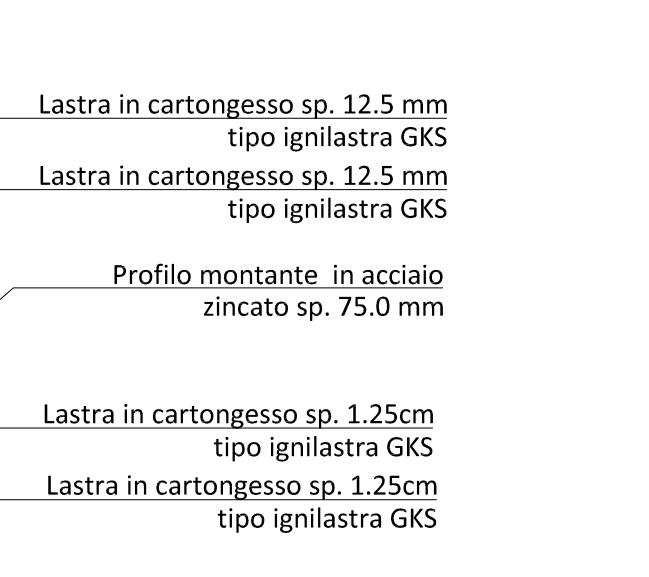 Lastra in cartongesso sp. 12.5 mm
tipo ignilastra GKS
Lastra in cartongesso sp. 12.5 mm
tipo ignilastra GKS
Profilo montante  in acciaio
zincato sp. 75.0 mm
Lastra in cartongesso sp. 1.25cm
tipo ignilastra GKS
Lastra in cartongesso sp. 1.25cm
tipo ignilastra GKS